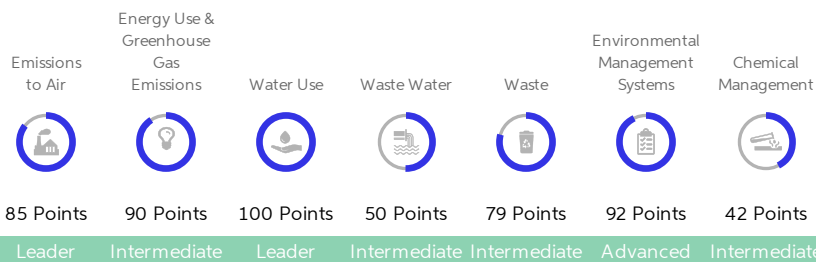 Emissions
to Air
Energy Use &
Greenhouse
Gas
Emissions
Water Use
Waste Water
Waste
Environmental
Management
Systems
Chemical
Management
85 Points
90 Points
100 Points
50 Points
79 Points
92 Points
42 Points
Leader
Intermediate
Leader
Intermediate
Intermediate
Advanced
Intermediate